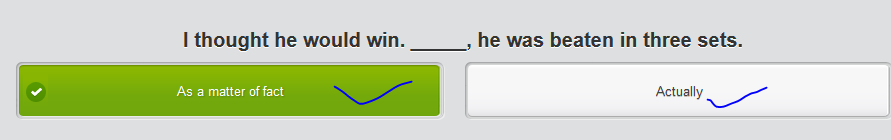 I thought he would win. _____, he was beaten in three sets.
As a matter of fact
Actually